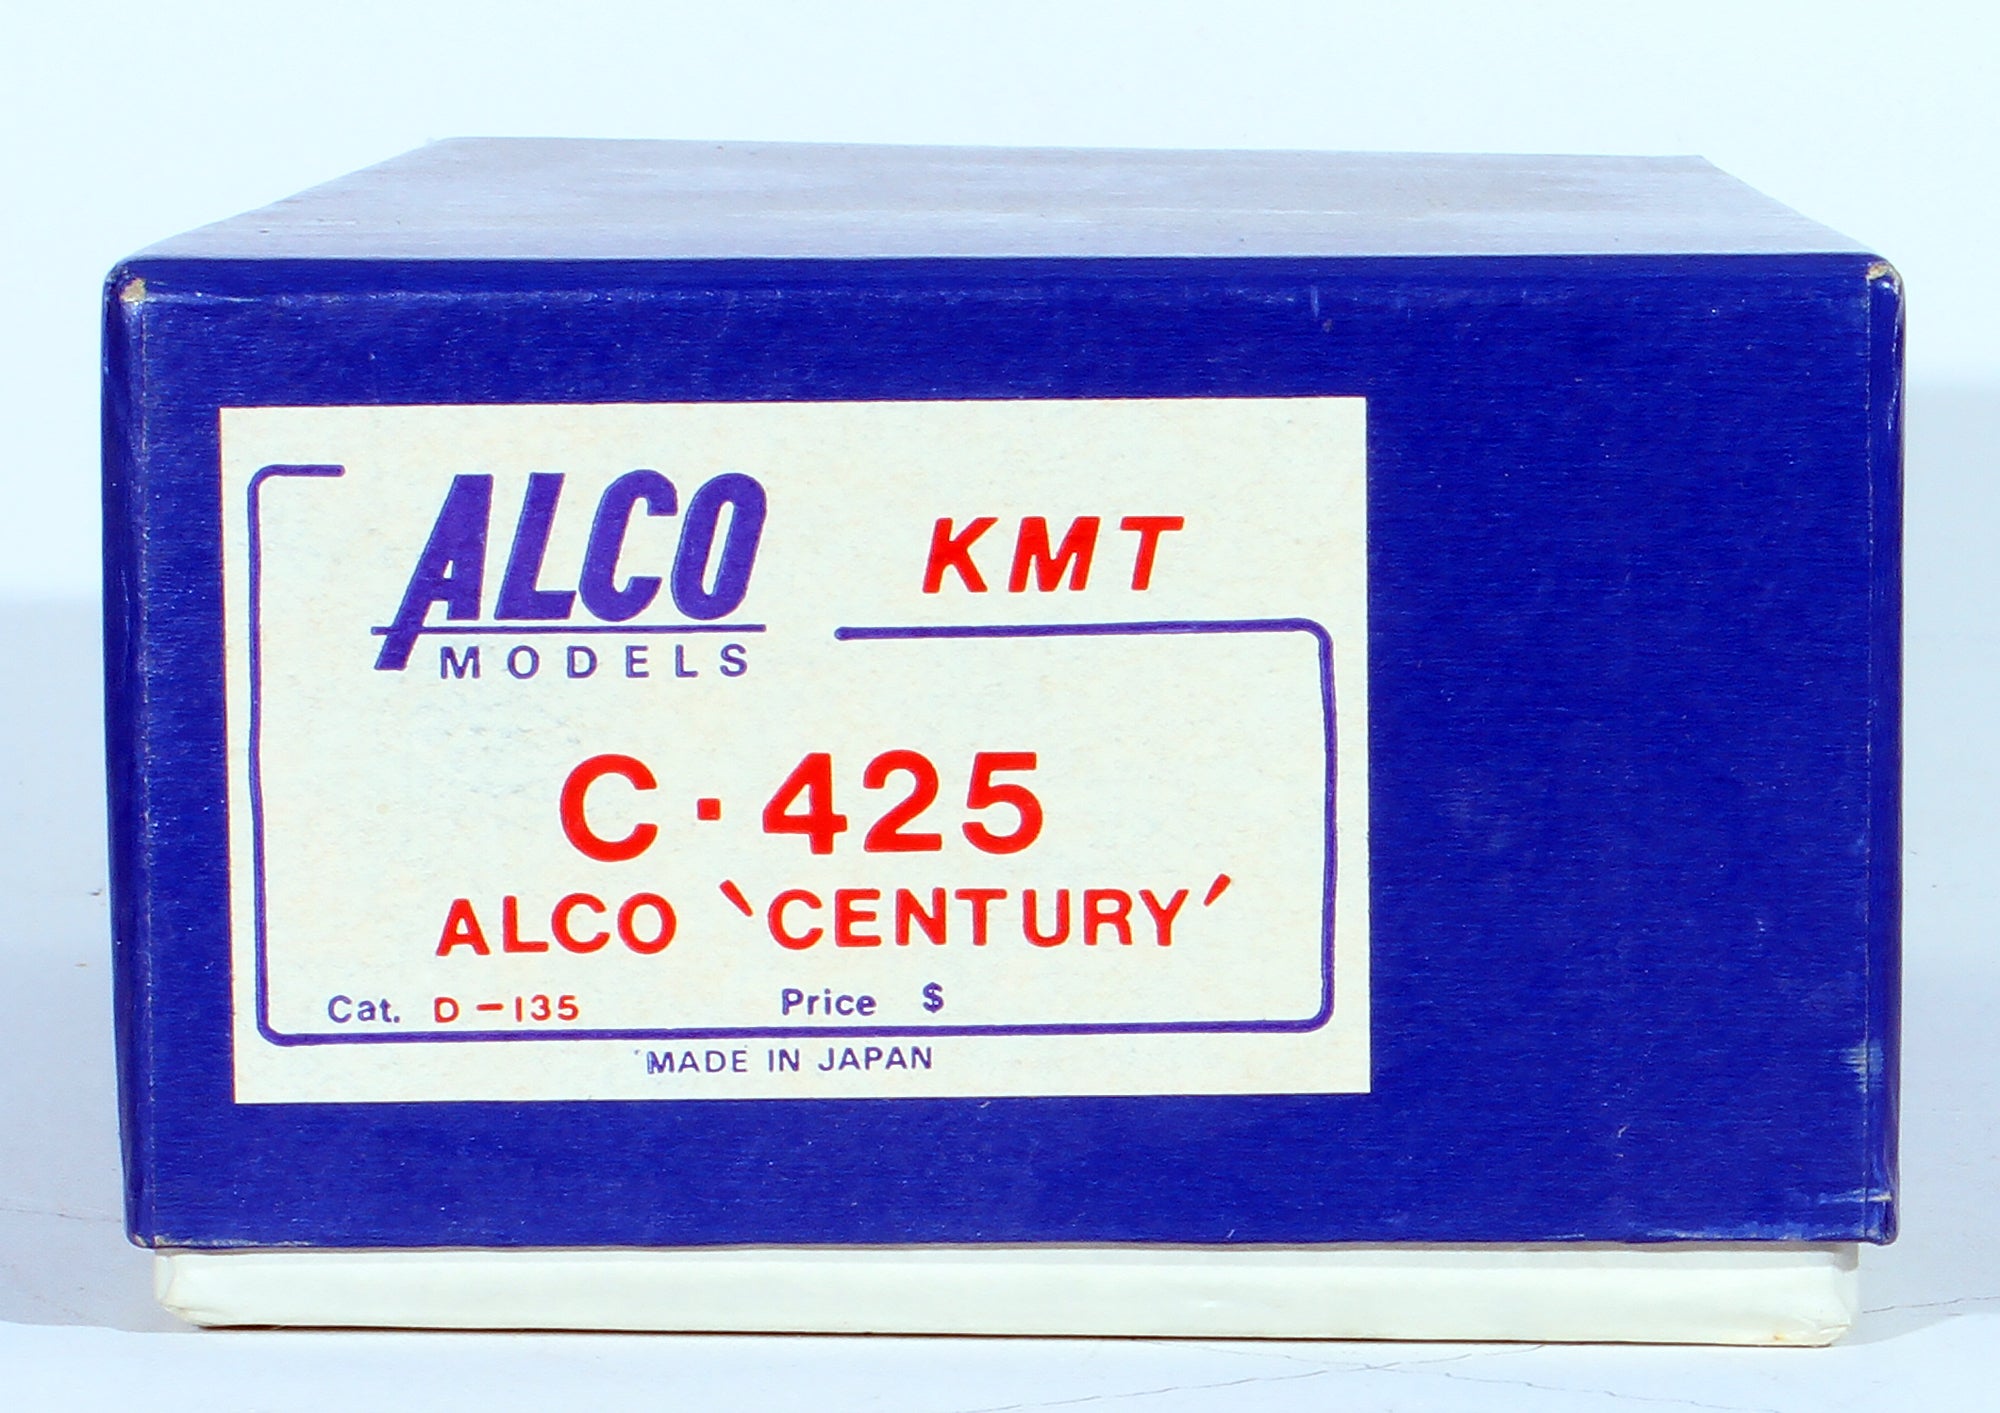 ALCO KMT
MODELS
C·425
ALCO 'CENTURY'
Cat. D-135 Price $
MADE IN JAPAN